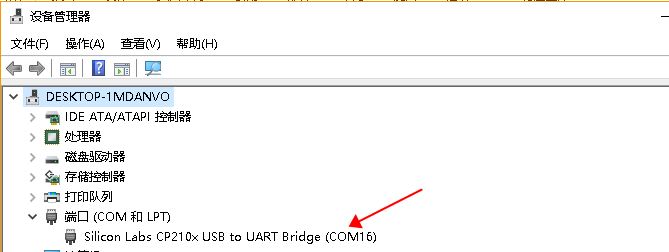 设备管理器
文件(F) 操作(A) 查看(V) 帮助(H)
DESKTOP-1MDANVO
IDE ATA/ATAPI 控制器
处理器
磁盘驱动器
存储控制器
打印队列
端口 (COM 和 LPT)
Silicon Labs CP210x USB to UART Bridge (COM16)